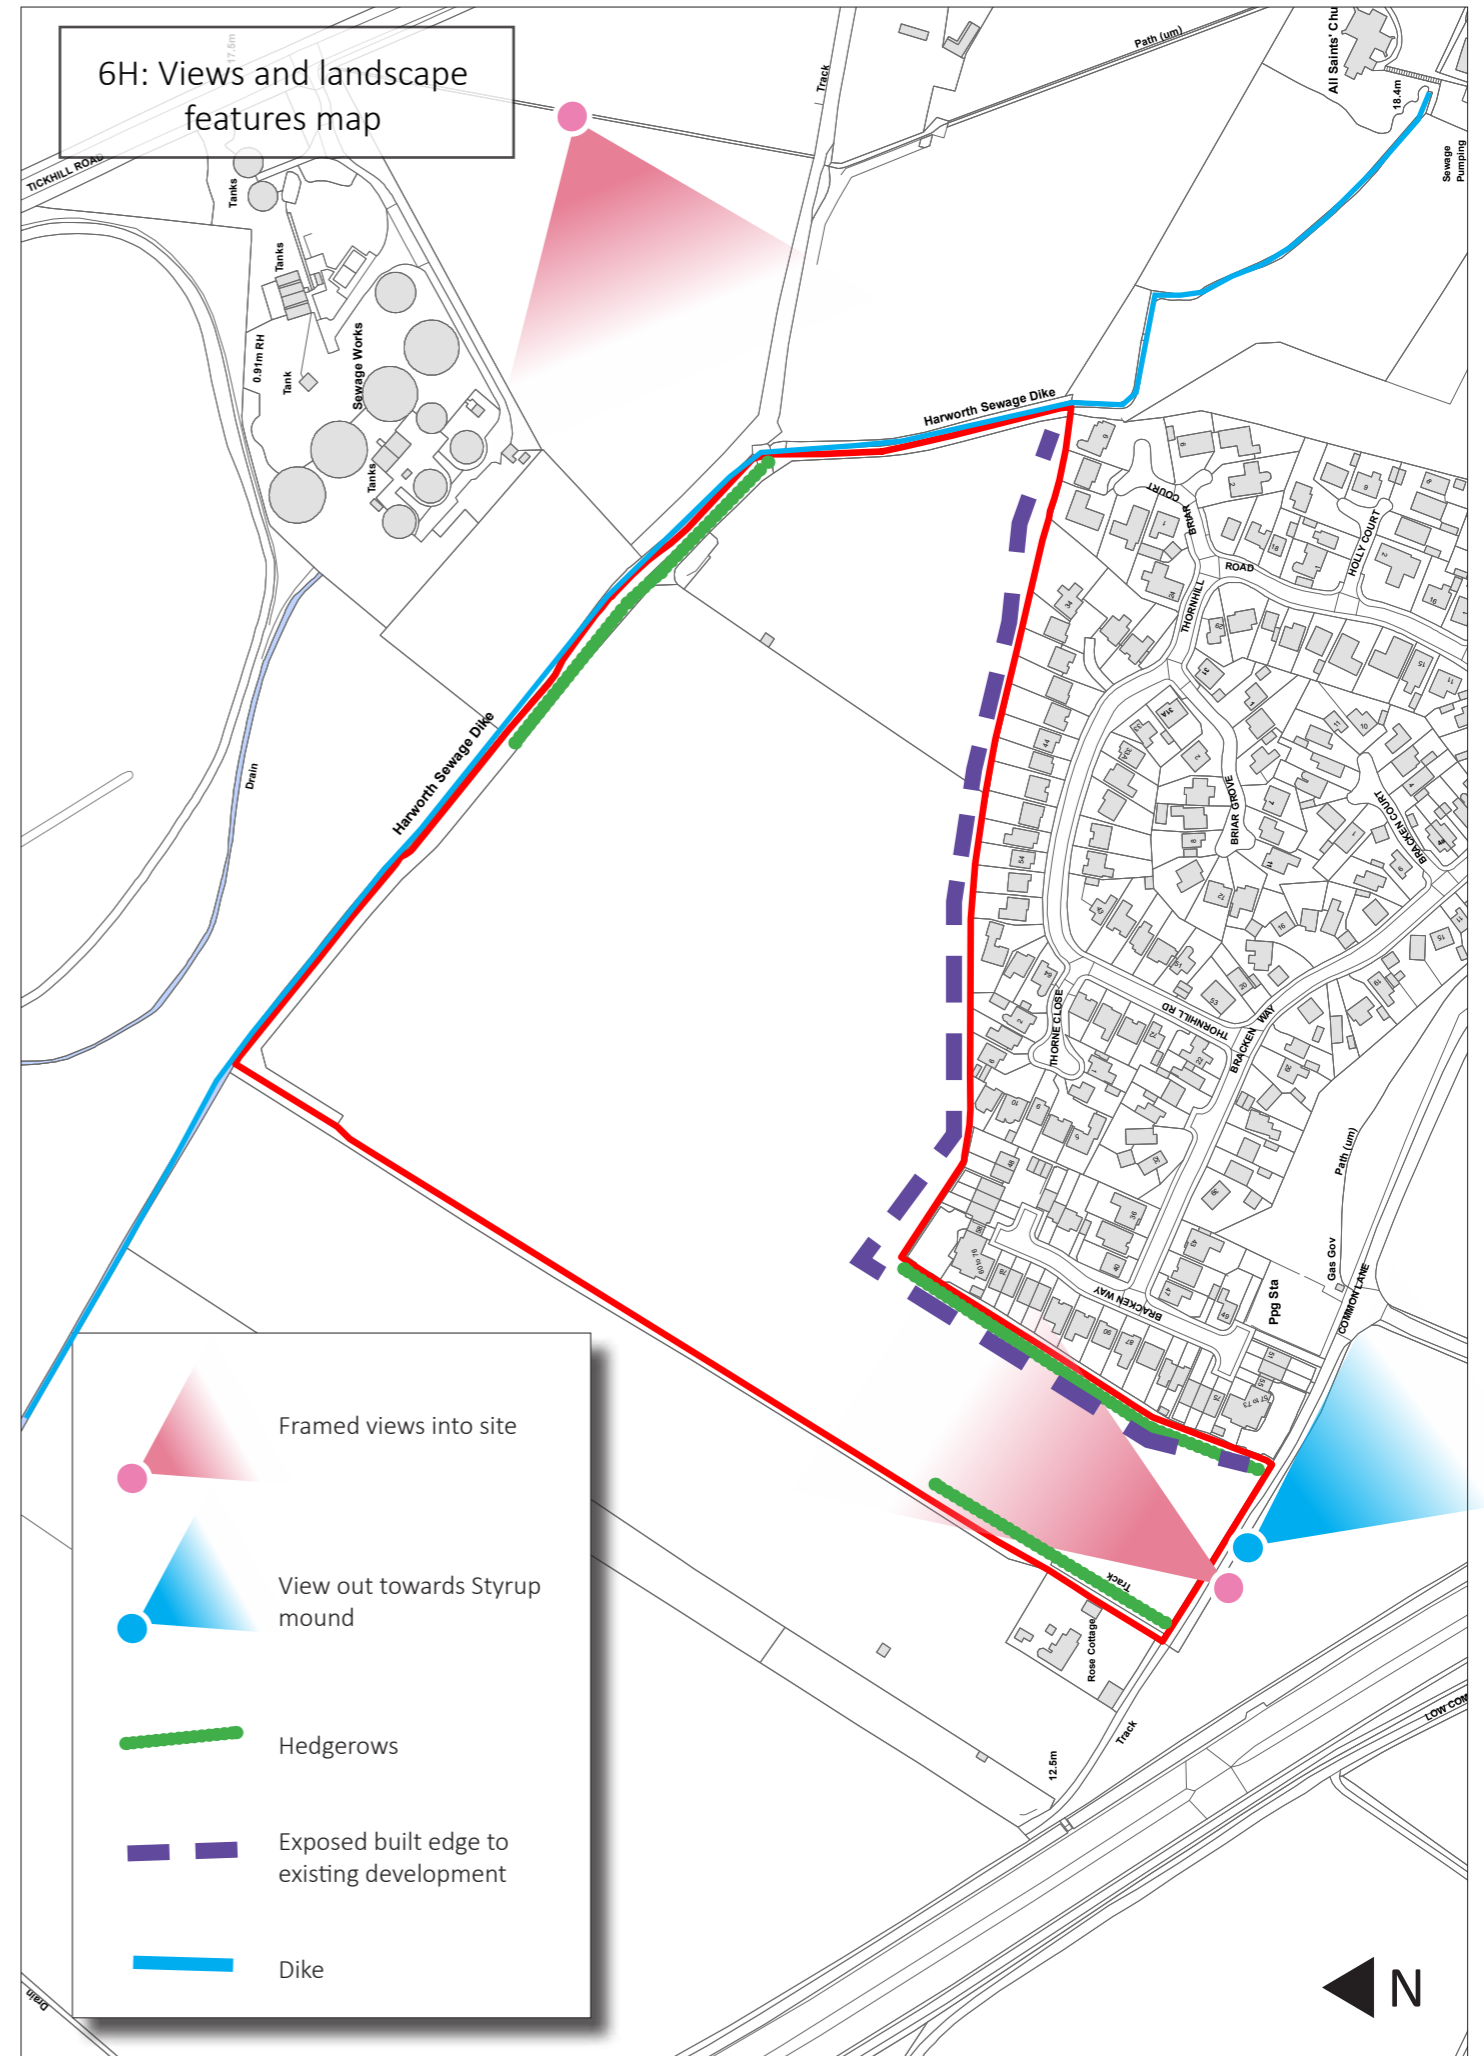 6H: Views and landscape
features map
17.5m
TICKHILL ROAD
Tanks
Tanks
0.91m RH
Tank
Sewage Works
Tanks
Track
Path (um)
All Saints' Chu
18.4m
Sewage
Pumping
Harworth Sewage Dike
Harworth Sewage Dike
Drain
BRIAR
COURT
HOLLY COURT
THORNHILL
ROAD
BRIAR GROVE
BRACKEN COURT
THORNE CLOSE
THORNHILL RD
BRACKEN WAY
BRACKEN WAY
Path (um)
Gas Gov
COMMON LANE
Ppg Sta
Track
Rose Cottage
Track
12.5m
LOW COM
Drain
Framed views into site
View out towards Styrup
mound
Hedgerows
Exposed built edge to
existing development
Dike
N